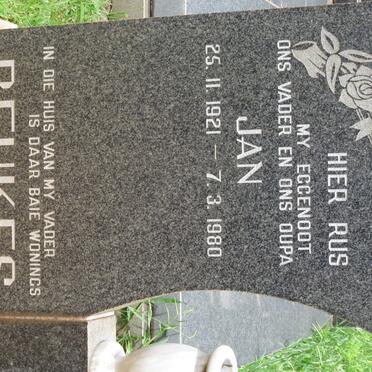 HIER RUS
MY EGGENOOT
ONS VADER EN ONS OUPA
JAN
25. 11. 1921 — 7. 3. 1980
IN DIE HUIS VAN MY VADER
IS DAAR BAIE WONINGS
BEUKES